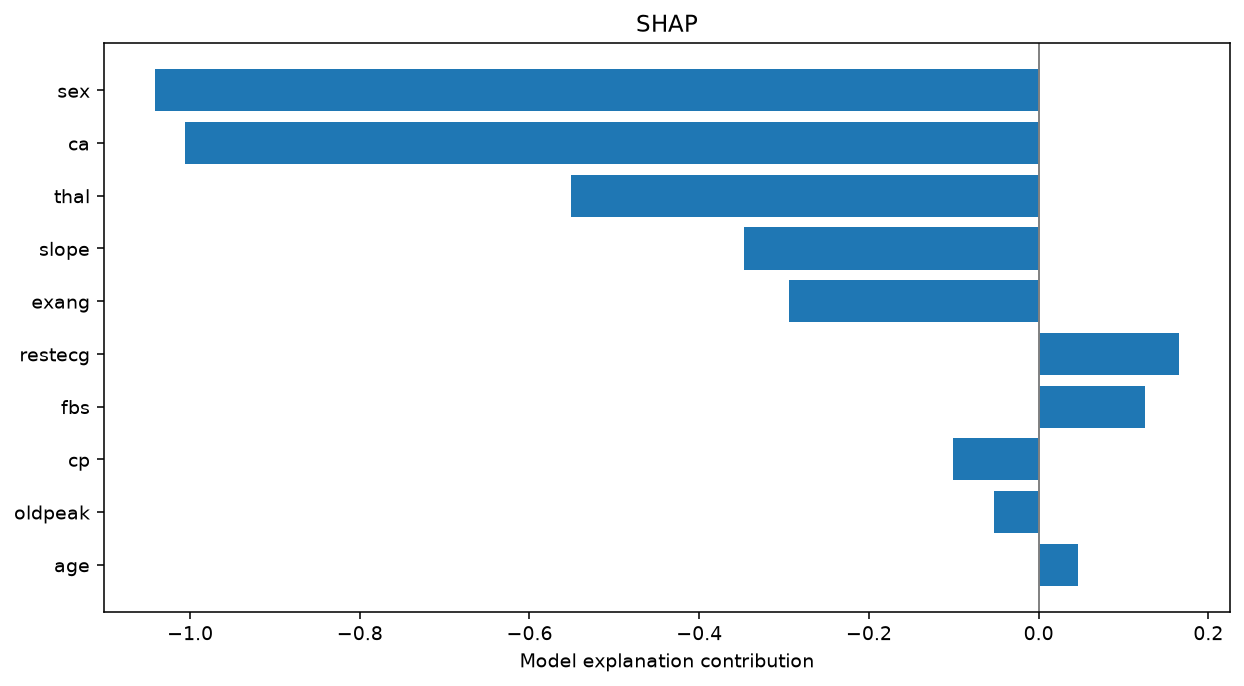 SHAP
sex
ca
thal
slope
exang
restecg
fbs
cp
oldpeak
age
−1.0 −0.8 −0.6 −0.4 −0.2 0.0 0.2
Model explanation contribution